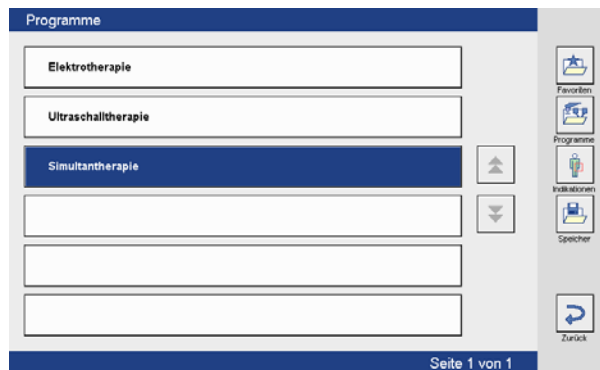 Programme
Elektrotherapie
Ultraschalltherapie
Simultantherapie
Seite 1 von 1
Favoriten
Programme
Indikationen
Speicher
Zurück